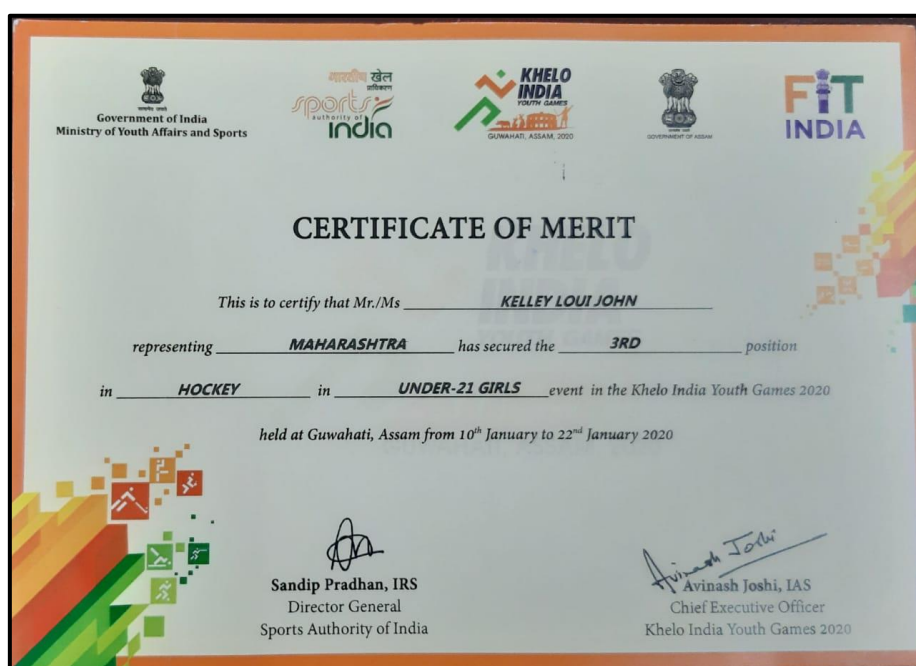 Government of India
Ministry of Youth Affairs and Sports
भारतीय खेल
प्राधिकरण
sports
authority of
india
KHELO
INDIA
YOUTH GAMES
GUWAHATI, ASSAM, 2020
GOVERNMENT OF ASSAM
FIT
INDIA
CERTIFICATE OF MERIT
This is to certify that Mr./Ms KELLEY LOUI JOHN
representing MAHARASHTRA has secured the 3RD position
in HOCKEY in UNDER-21 GIRLS event in the Khelo India Youth Games 2020
held at Guwahati, Assam from 10th January to 22nd January 2020
Avinash Joshi
Sandip Pradhan, IRS
Director General
Sports Authority of India
Avinash Joshi, IAS
Chief Executive Officer
Khelo India Youth Games 2020